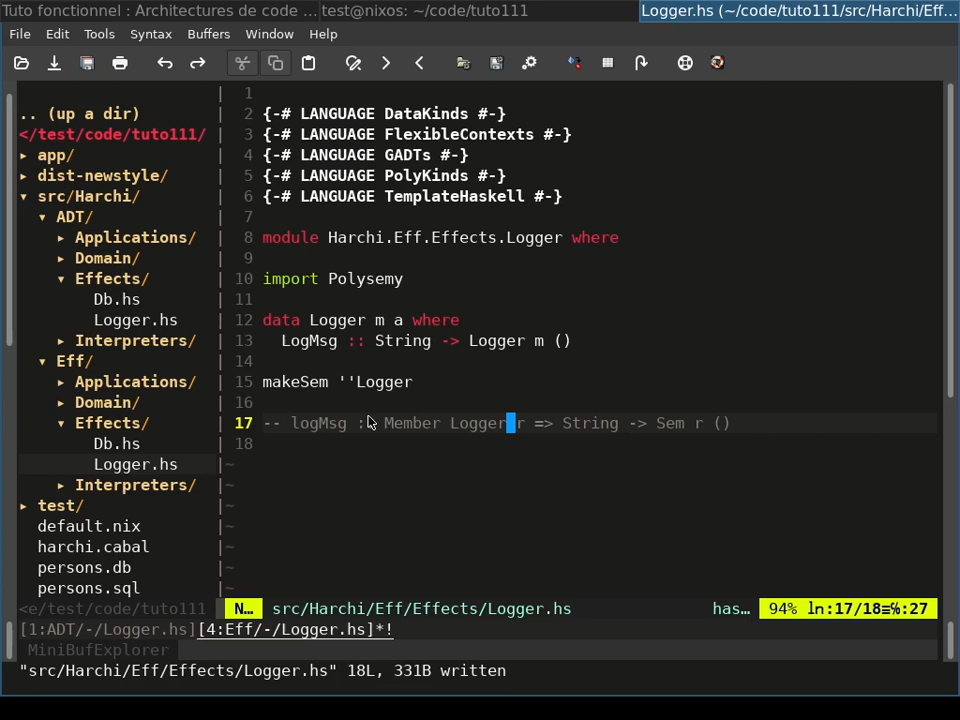 Tuto fonctionnel : Architectures de code ... test@nixos: ~/code/tuto111 Logger.hs (~/code/tuto111/src/Harchi/Eff...
File Edit Tools Syntax Buffers Window Help
.. (up a dir)
</test/code/tuto111/
▸ app/
▸ dist-newstyle/
▾ src/Harchi/
▾ ADT/
▸ Applications/
▸ Domain/
▾ Effects/
Db.hs
Logger.hs
▸ Interpreters/
▾ Eff/
▸ Applications/
▸ Domain/
▾ Effects/
Db.hs
Logger.hs
▸ Interpreters/
▸ test/
default.nix
harchi.cabal
persons.db
persons.sql
<e/test/code/tuto111
1
2 {-# LANGUAGE DataKinds #-}
3 {-# LANGUAGE FlexibleContexts #-}
4 {-# LANGUAGE GADTs #-}
5 {-# LANGUAGE PolyKinds #-}
6 {-# LANGUAGE TemplateHaskell #-}
7
8 module Harchi.Eff.Effects.Logger where
9
10 import Polysemy
11
12 data Logger m a where
13   LogMsg :: String -> Logger m ()
14
15 makeSem ''Logger
16
17 -- logMsg :: Member Logger r => String -> Sem r ()
18
~
~
~
~
~
~
~
N... src/Harchi/Eff/Effects/Logger.hs has... 94% ln:17/18≡℅:27
[1:ADT/-/Logger.hs][4:Eff/-/Logger.hs]*!
MiniBufExplorer
"src/Harchi/Eff/Effects/Logger.hs" 18L, 331B written